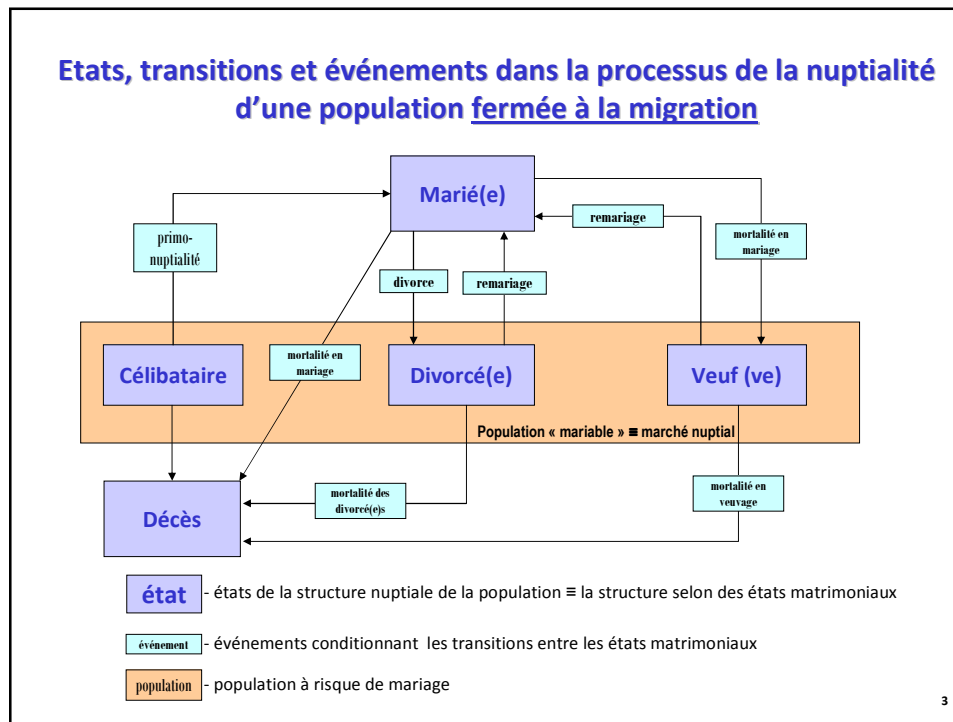 Etats, transitions et événements dans la processus de la nuptialité
d'une population fermée à la migration
Marié(e)
remariage
primo-
nuptialité
mortalité en
mariage
divorce
remariage
Célibataire
mortalité en
mariage
Divorcé(e)
Veuf (ve)
Population « mariable » ≡ marché nuptial
Décès
mortalité des
divorcé(e)s
mortalité en
veuvage
état - états de la structure nuptiale de la population ≡ la structure selon des états matrimoniaux
événement - événements conditionnant les transitions entre les états matrimoniaux
population - population à risque de mariage
3